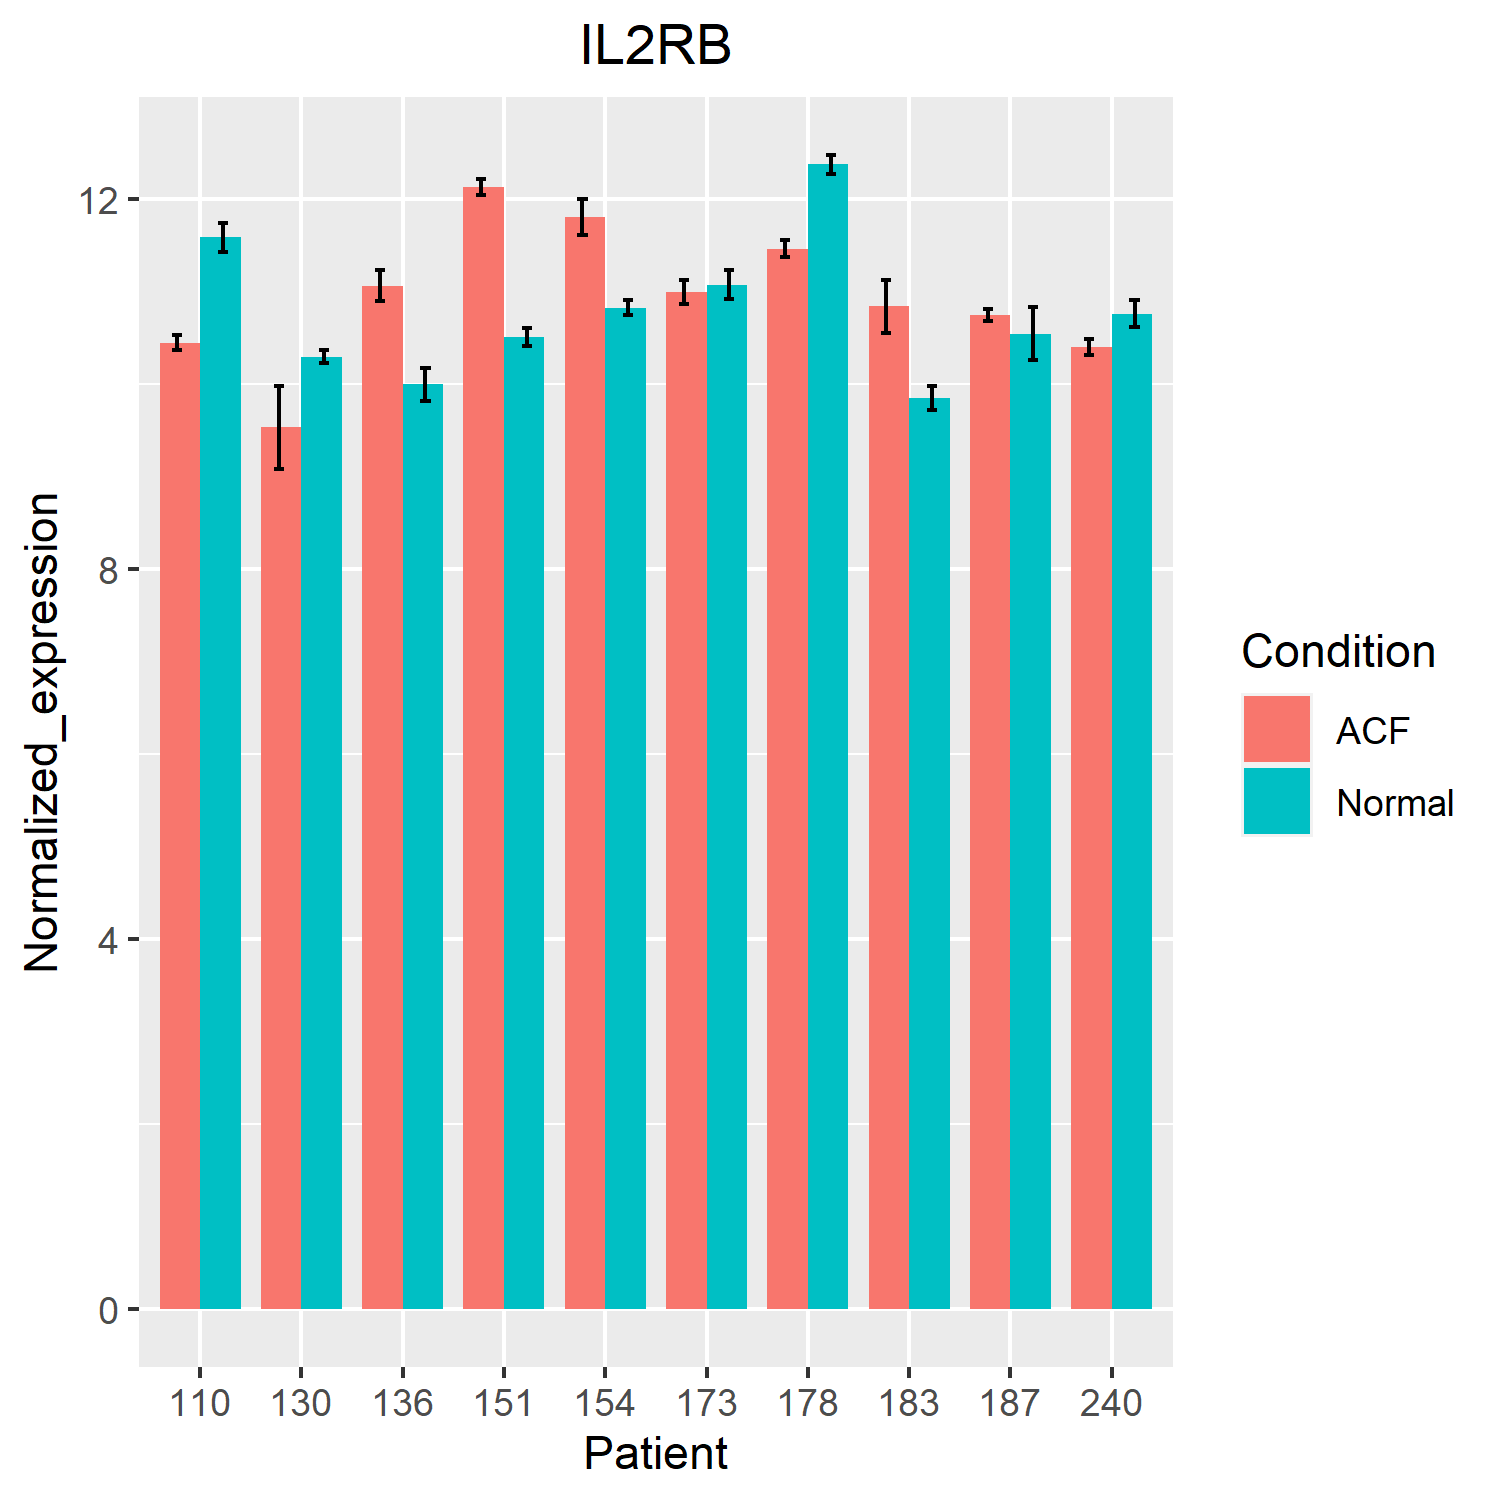 IL2RB
Normalized_expression
12
8
4
0
110 130 136 151 154 173 178 183 187 240
Patient
Condition
ACF
Normal